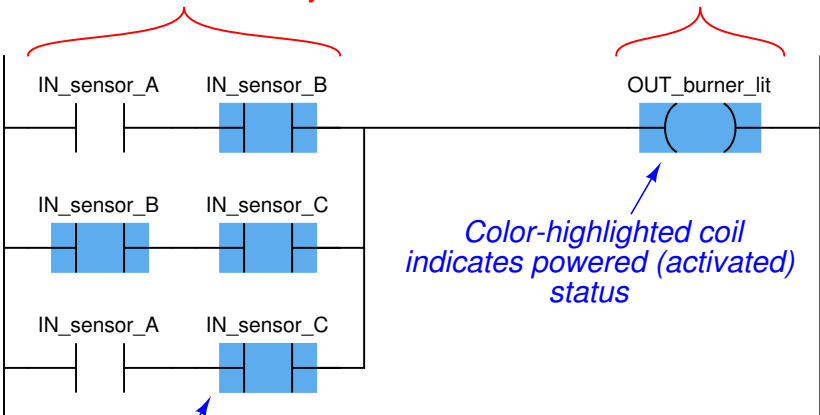 IN_sensor_A IN_sensor_B OUT_burner_lit
IN_sensor_B IN_sensor_C
Color-highlighted coil
indicates powered (activated)
status
IN_sensor_A IN_sensor_C